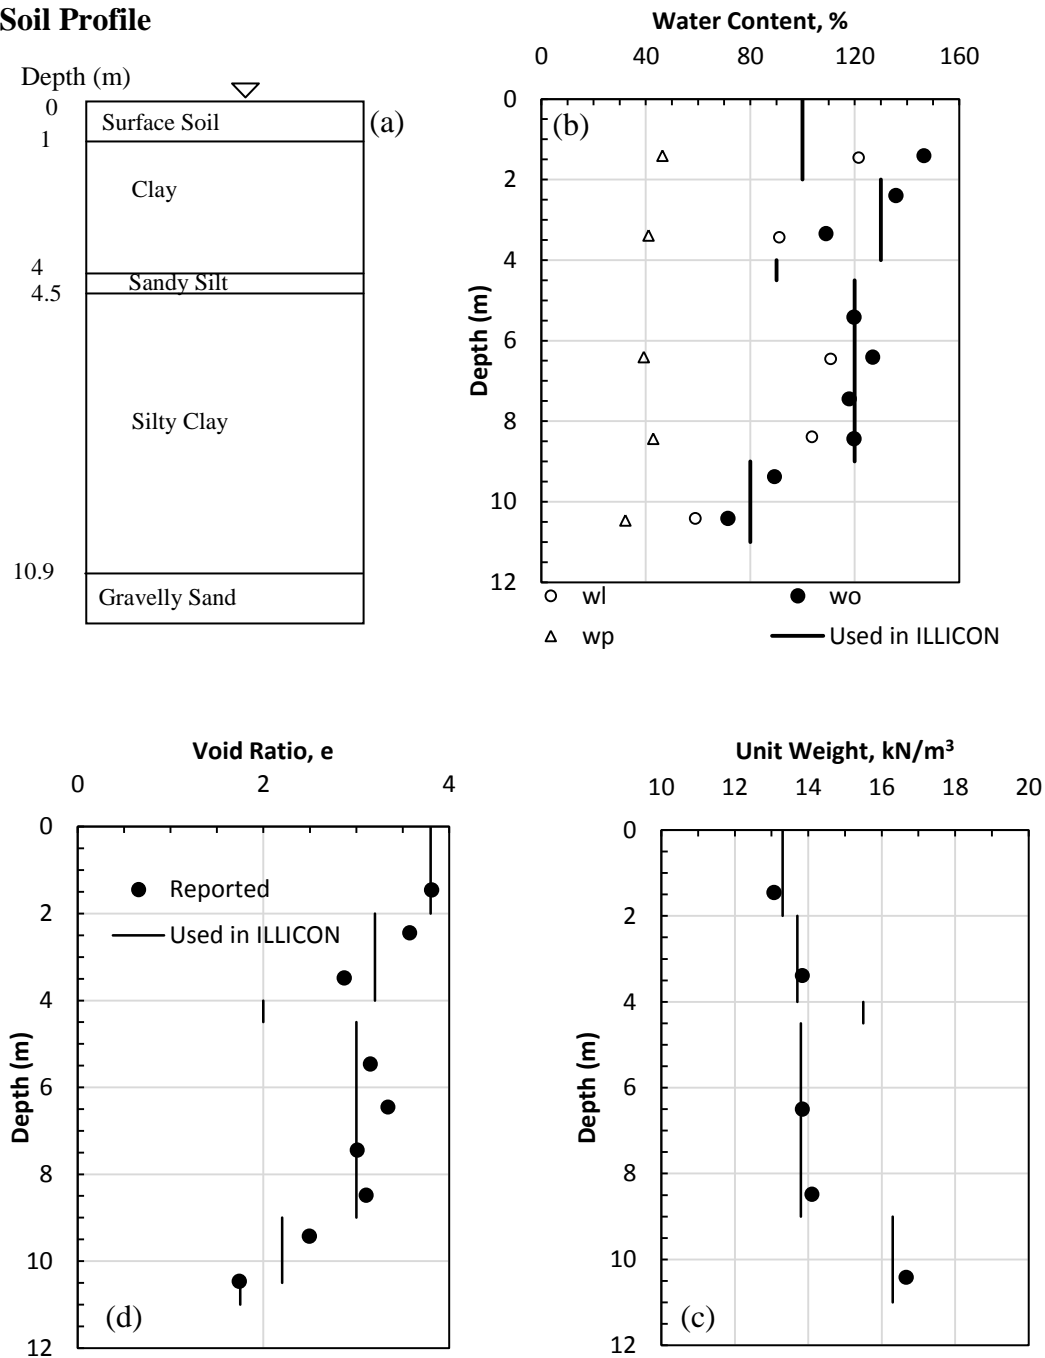 Soil Profile
Depth (m)
0
Surface Soil
(a)
1
Clay
4
Sandy Silt
4.5
Silty Clay
10.9
Gravelly Sand
Water Content, %
0 40 80 120 160
(b)
0
2
4
6
8
10
12
Depth (m)
wl
wo
wp
Used in ILLICON
Void Ratio, e
0 2 4
0
2
4
6
8
10
12
Depth (m)
Reported
Used in ILLICON
(d)
Unit Weight, kN/m³
10 12 14 16 18 20
0
2
4
6
8
10
12
Depth (m)
(c)